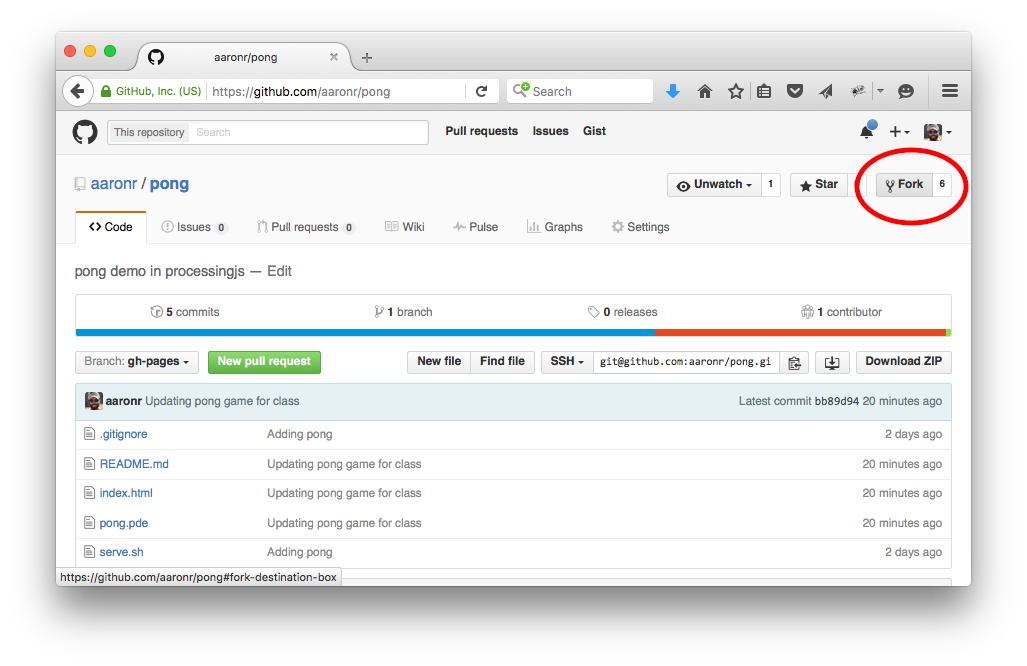 aaronr/pong
GitHub, Inc. (US) https://github.com/aaronr/pong Search
This repository Search Pull requests Issues Gist
aaronr / pong Unwatch 1 Star Fork 6
Code Issues 0 Pull requests 0 Wiki Pulse Graphs Settings
pong demo in processingjs — Edit
5 commits 1 branch 0 releases 1 contributor
Branch: gh-pages New pull request New file Find file SSH git@github.com:aaronr/pong.gi Download ZIP
aaronr Updating pong game for class Latest commit bb89d94 20 minutes ago
.gitignore Adding pong 2 days ago
README.md Updating pong game for class 20 minutes ago
index.html Updating pong game for class 20 minutes ago
pong.pde Updating pong game for class 20 minutes ago
serve.sh Adding pong 2 days ago
https://github.com/aaronr/pong#fork-destination-box